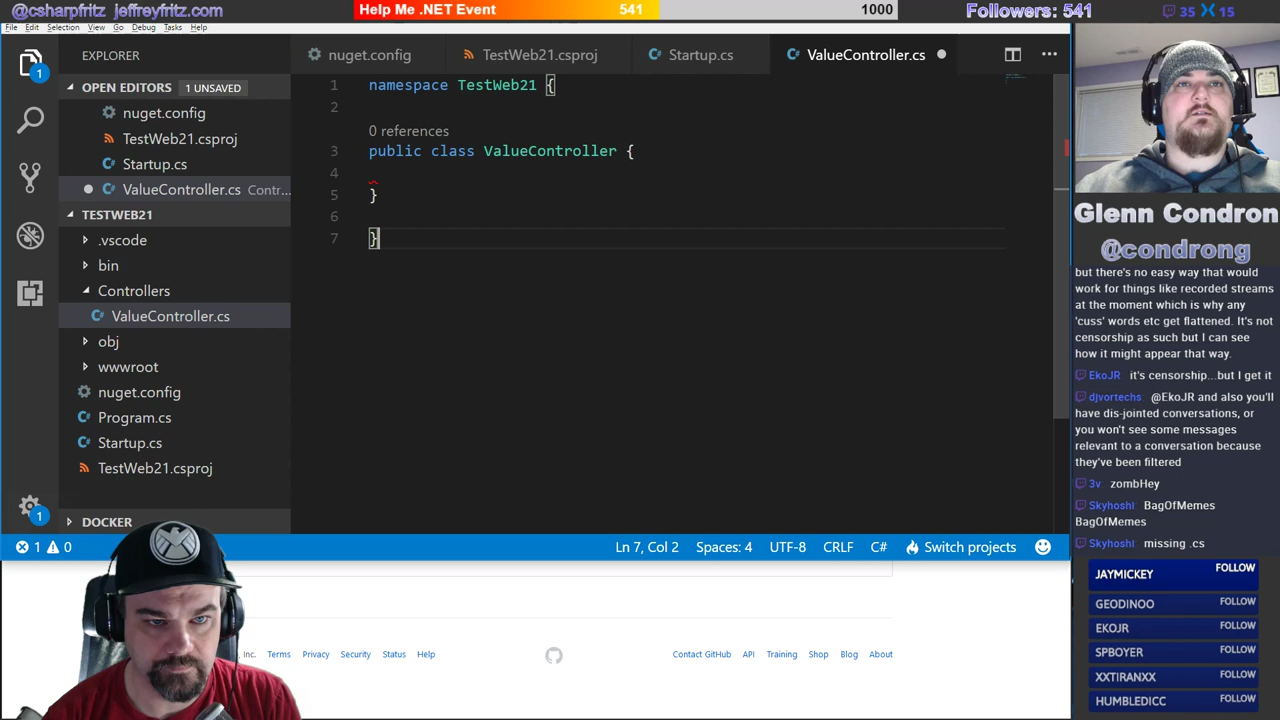 @csharpfritz jeffreyfritz.com
Help Me .NET Event 541 1000
Followers: 541 35 15
File Edit Selection View Go Debug Tasks Help
EXPLORER
OPEN EDITORS 1 UNSAVED
nuget.config
TestWeb21.csproj
Startup.cs
ValueController.cs Contr...
TESTWEB21
.vscode
bin
Controllers
ValueController.cs
obj
wwwroot
nuget.config
Program.cs
Startup.cs
TestWeb21.csproj
DOCKER
1
1
nuget.config TestWeb21.csproj Startup.cs ValueController.cs
1 namespace TestWeb21 {
2
0 references
3 public class ValueController {
4
5 }
6
7 }
1 0 Ln 7, Col 2 Spaces: 4 UTF-8 CRLF C# Switch projects
Inc. Terms Privacy Security Status Help Contact GitHub API Training Shop Blog About
Glenn Condron
@condrong
but there's no easy way that would
work for things like recorded streams
at the moment which is why any
'cuss' words etc get flattened. It's not
censorship as such but I can see
how it might appear that way.
EkoJR it's censorship...but I get it
djvortechs: @EkoJR and also you'll
have dis-jointed conversations, or
you won't see some messages
relevant to a conversation because
they've been filtered
3v zombHey
Skyhoshi: BagOfMemes
BagOfMemes
Skyhoshi: missing .cs
JAYMICKEY FOLLOW
GEODINOO FOLLOW
EKOJR FOLLOW
SPBOYER FOLLOW
XXTIRANXX FOLLOW
HUMBLEDICC FOLLOW